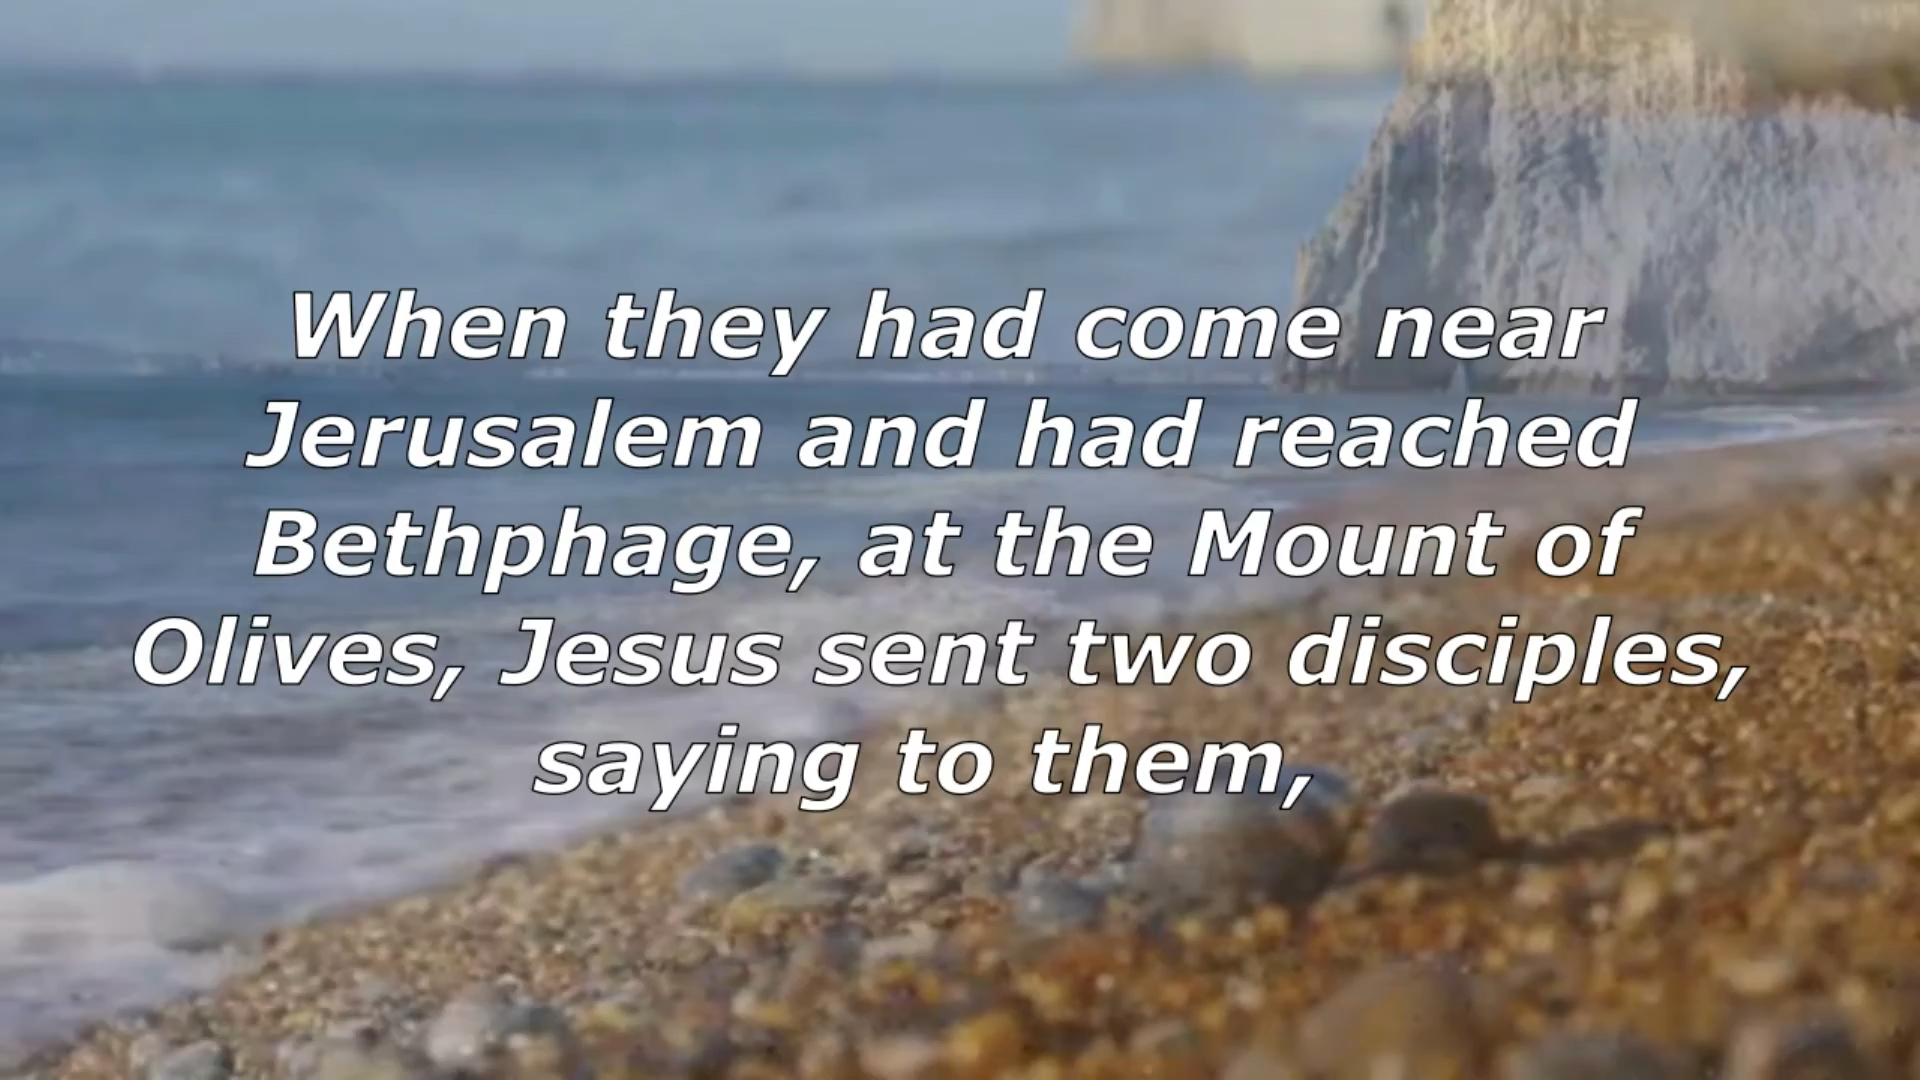 When they had come near
Jerusalem and had reached
Bethphage, at the Mount of
Olives, Jesus sent two disciples,
saying to them,